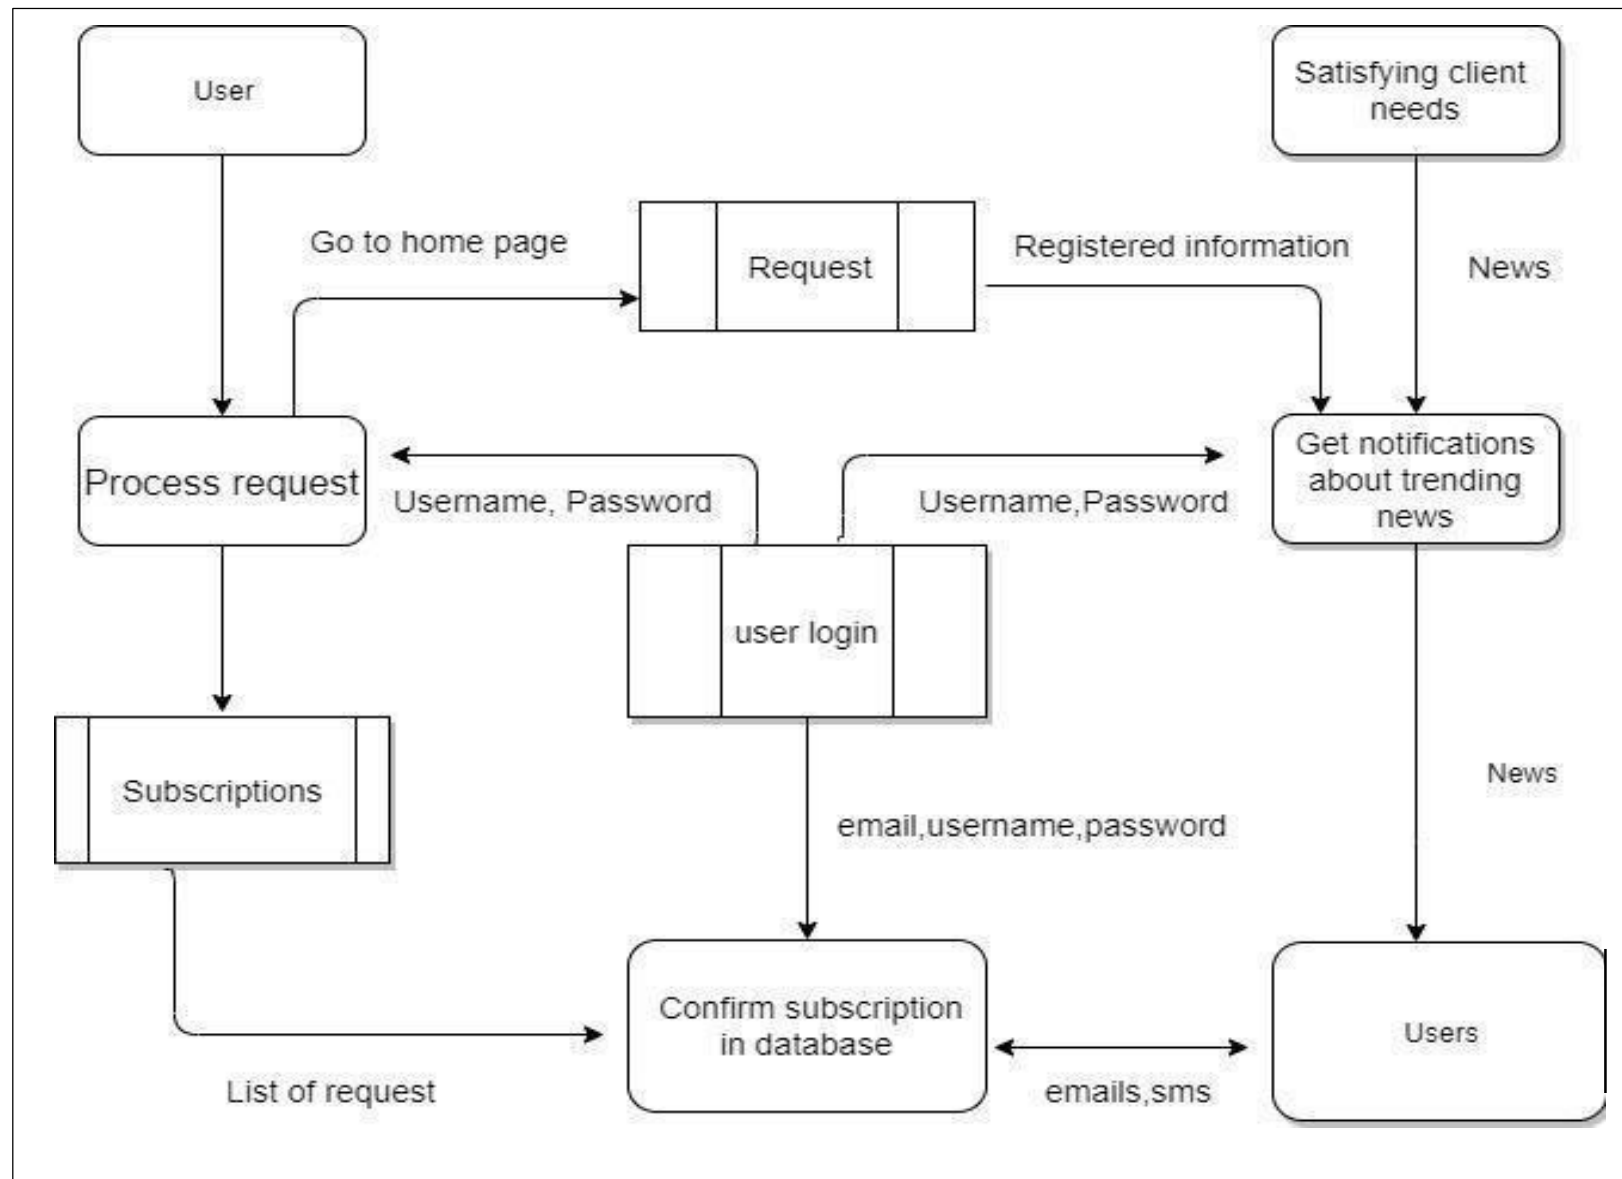 User
Satisfying client
needs
Go to home page
Request
Registered information
News
Process request
Username, Password
Username,Password
Get notifications
about trending
news
user login
Subscriptions
News
email,username,password
Confirm subscription
in database
Users
List of request
emails,sms